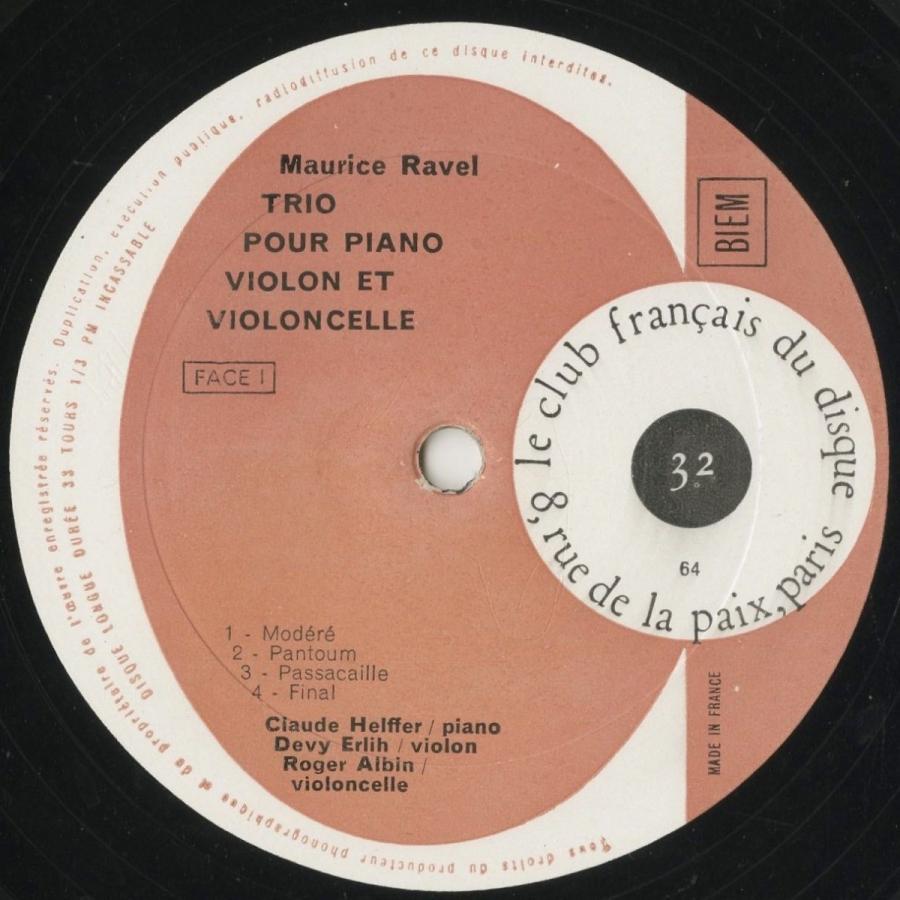 Maurice Ravel
TRIO
POUR PIANO
VIOLON ET
VIOLONCELLE
FACE I
1 - Modéré
2 - Pantoum
3 - Passacaille
4 - Final
Claude Helffer / piano
Devy Erlih / violon
Roger Albin /
violoncelle
BIEM
le club français du disque
8, rue de la paix, paris
32
64
MADE IN FRANCE
Tous droits du producteur phonographique et du propriétaire de l'œuvre enregistrée réservés. Duplication, exécution publique, radiodiffusion de ce disque interdites.
DISQUE LONGUE DURÉE 33 TOURS 1/3 PM INCASSABLE